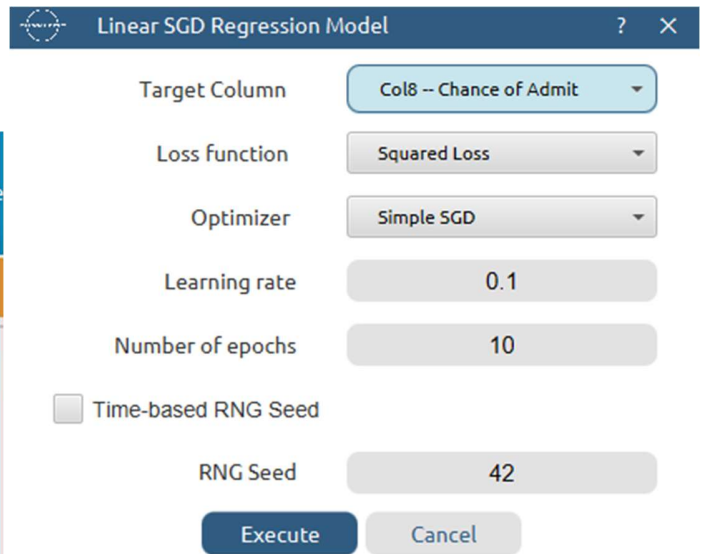 Linear SGD Regression Model ? ×
Target Column Col8 -- Chance of Admit
Loss function Squared Loss
Optimizer Simple SGD
Learning rate 0.1
Number of epochs 10
Time-based RNG Seed
RNG Seed 42
Execute Cancel